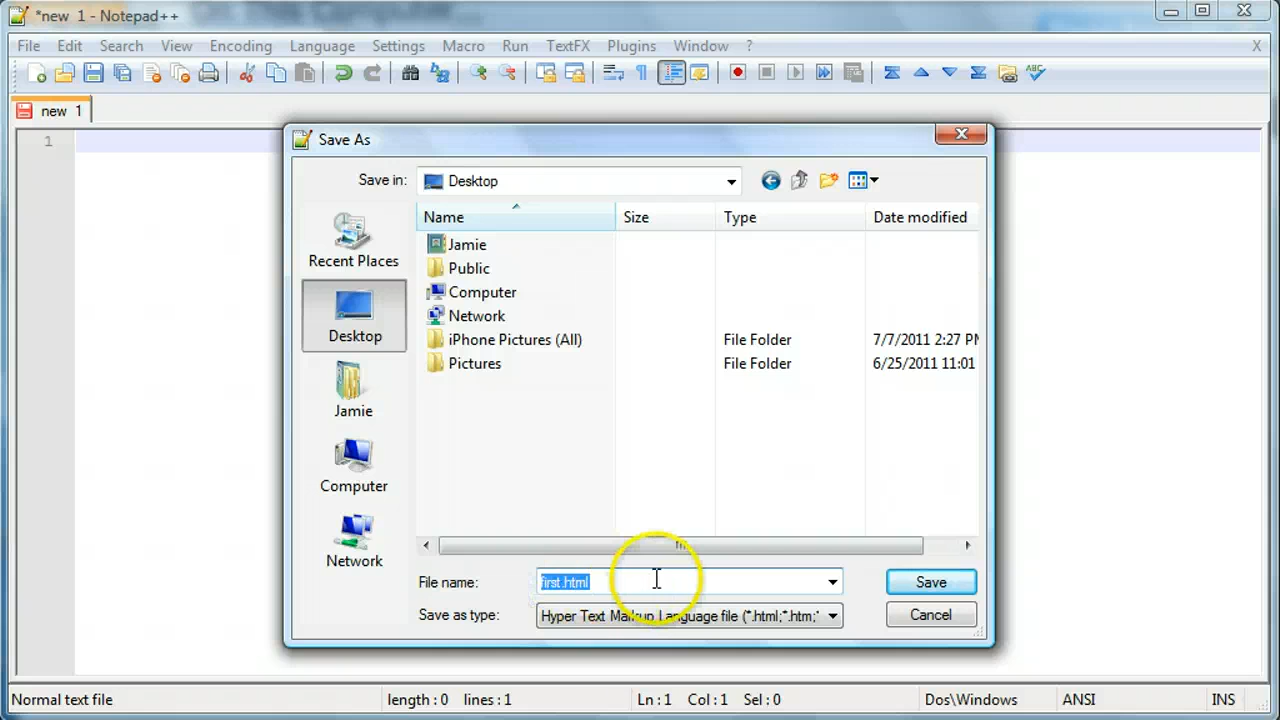 *new 1 - Notepad++
File Edit Search View Encoding Language Settings Macro Run TextFX Plugins Window ? X
new 1
1
Save As
Save in: Desktop
Name Size Type Date modified
Recent Places
Desktop
Jamie
Computer
Network
Jamie
Public
Computer
Network
iPhone Pictures (All) File Folder 7/7/2011 2:27 PM
Pictures File Folder 6/25/2011 11:01
File name: first.html Save
Save as type: Hyper Text Markup Language file (*.html;*.htm;* Cancel
Normal text file length : 0 lines : 1 Ln : 1 Col : 1 Sel : 0 Dos\Windows ANSI INS